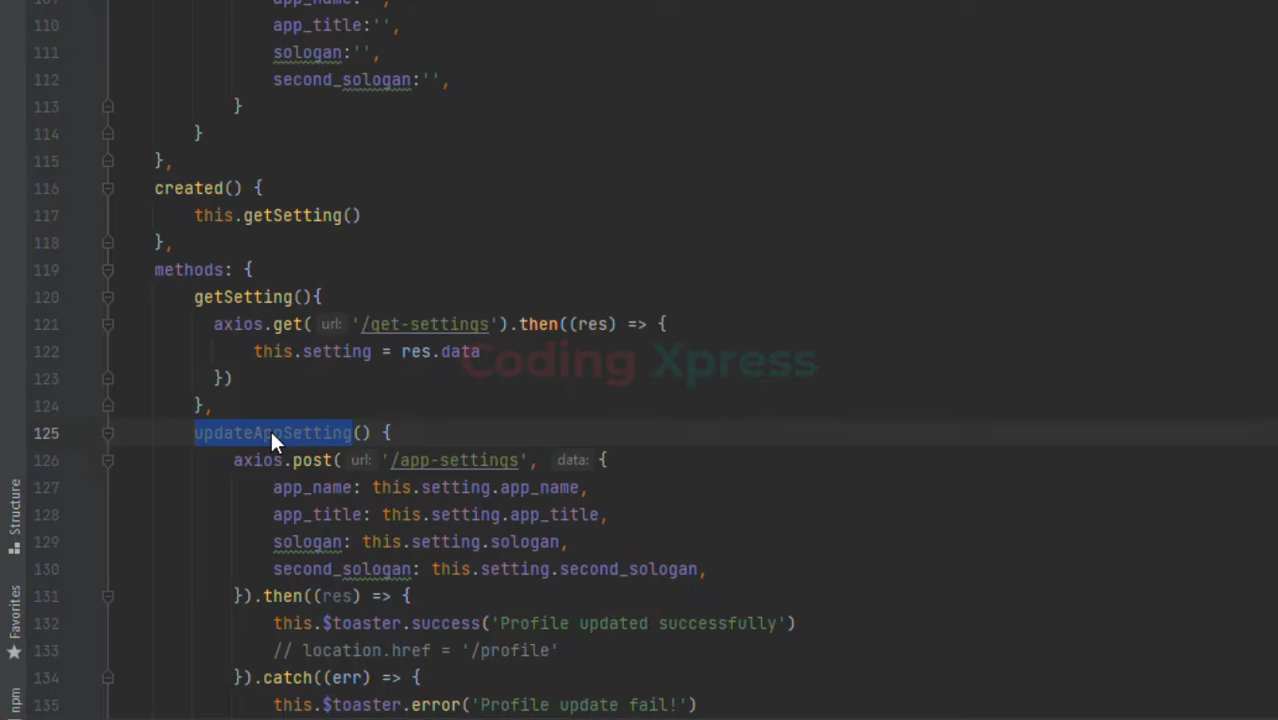 109 app_name:'',
110 app_title:'',
111 sologan:'',
112 second_sologan:'',
113 }
114 }
115 },
116 created() {
117 this.getSetting()
118 },
119 methods: {
120 getSetting(){
121 axios.get( url: '/get-settings').then((res) => {
122 this.setting = res.data
123 })
124 },
125 updateAppSetting() {
126 axios.post( url: '/app-settings', data: {
127 app_name: this.setting.app_name,
128 app_title: this.setting.app_title,
129 sologan: this.setting.sologan,
130 second_sologan: this.setting.second_sologan,
131 }).then((res) => {
132 this.$toaster.success('Profile updated successfully')
133 // location.href = '/profile'
134 }).catch((err) => {
135 this.$toaster.error('Profile update fail!')
Coding Xpress
Structure
Favorites
npm